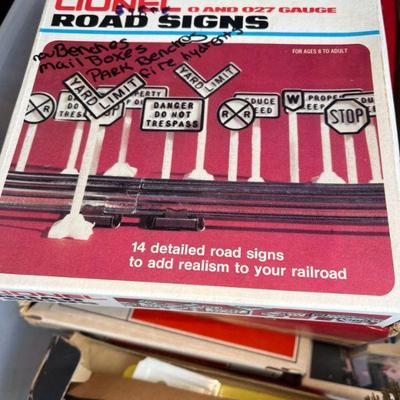 LIONEL O AND O27 GAUGE
ROAD SIGNS
no Benches
mail Boxes
PARK Benches
fire hydrents
FOR AGES 8 TO ADULT
YARD LIMIT
YARD LIMIT
DANGER
DO NOT
TRESPASS
R R
R R
W
STOP
14 detailed road signs
to add realism to your railroad